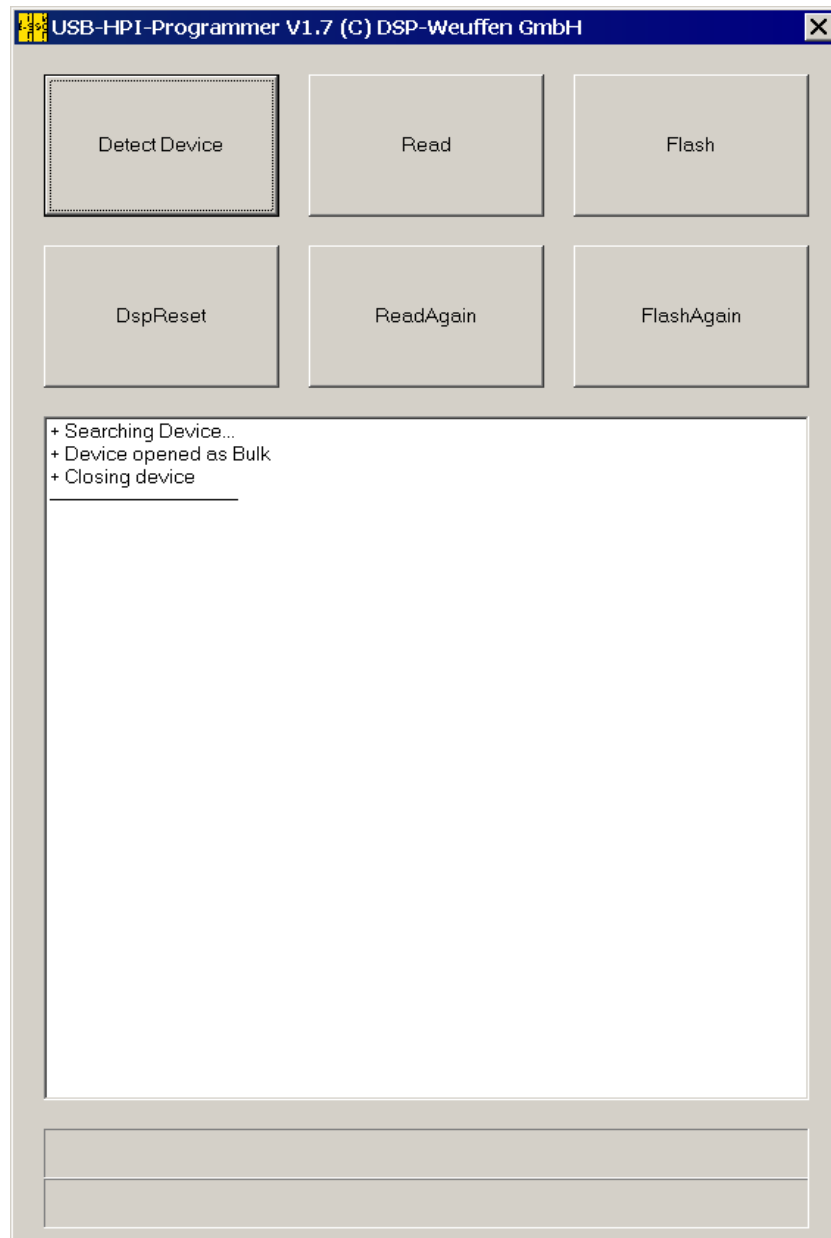 USB-HPI-Programmer V1.7 (C) DSP-Weuffen GmbH
Detect Device
Read
Flash
DspReset
ReadAgain
FlashAgain
+ Searching Device...
+ Device opened as Bulk
+ Closing device